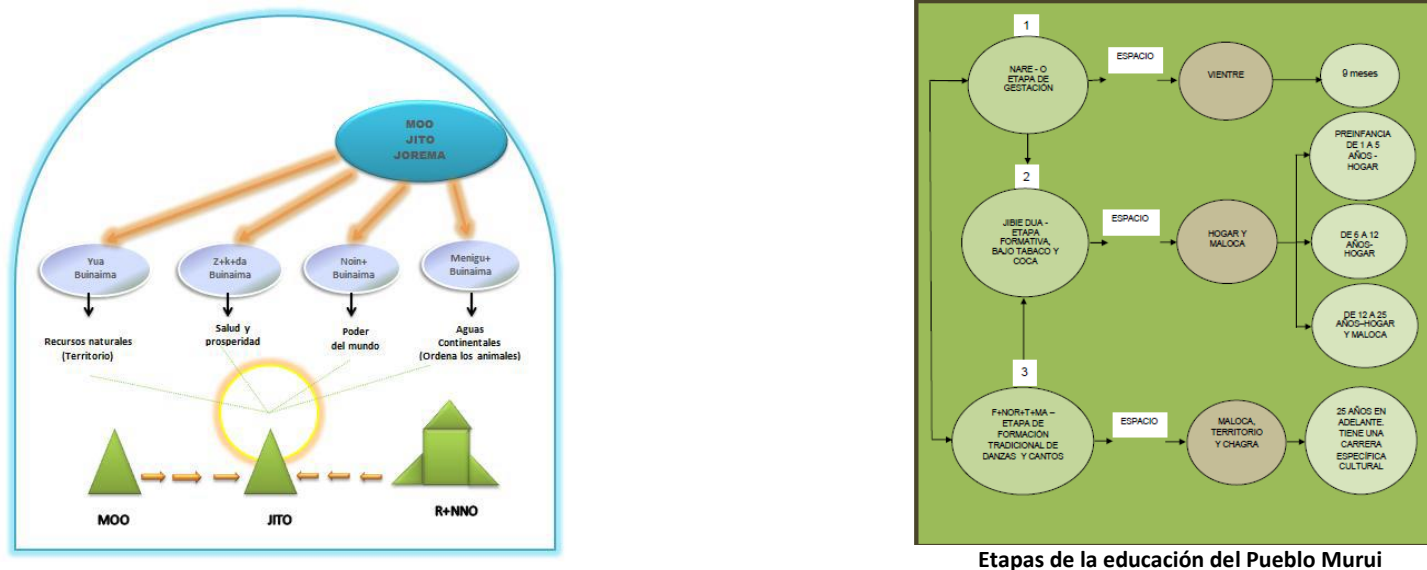 MOO
JITO
JOREMA
Yua
Buinaima
Z+k+da
Buinaima
Noin+
Buinaima
Menigu+
Buinaima
Recursos naturales
(Territorio)
Salud y
prosperidad
Poder
del mundo
Aguas
Continentales
(Ordena los animales)
MOO
JITO
R+NNO
1
NARE - O
ETAPA DE
GESTACIÓN
ESPACIO
VIENTRE
9 meses
PREINFANCIA
DE 1 A 5
AÑOS -
HOGAR
2
JIBIE DUA -
ETAPA
FORMATIVA,
BAJO TABACO Y
COCA
ESPACIO
HOGAR Y
MALOCA
DE 6 A 12
AÑOS-
HOGAR
DE 12 A 25
AÑOS–HOGAR
Y MALOCA
3
F+NOR+T+MA –
ETAPA DE
FORMACIÓN
TRADICIONAL DE
DANZAS Y CANTOS
ESPACIO
MALOCA,
TERRITORIO
Y CHAGRA
25 AÑOS EN
ADELANTE.
TIENE UNA
CARRERA
ESPECÍFICA
CULTURAL
Etapas de la educación del Pueblo Murui